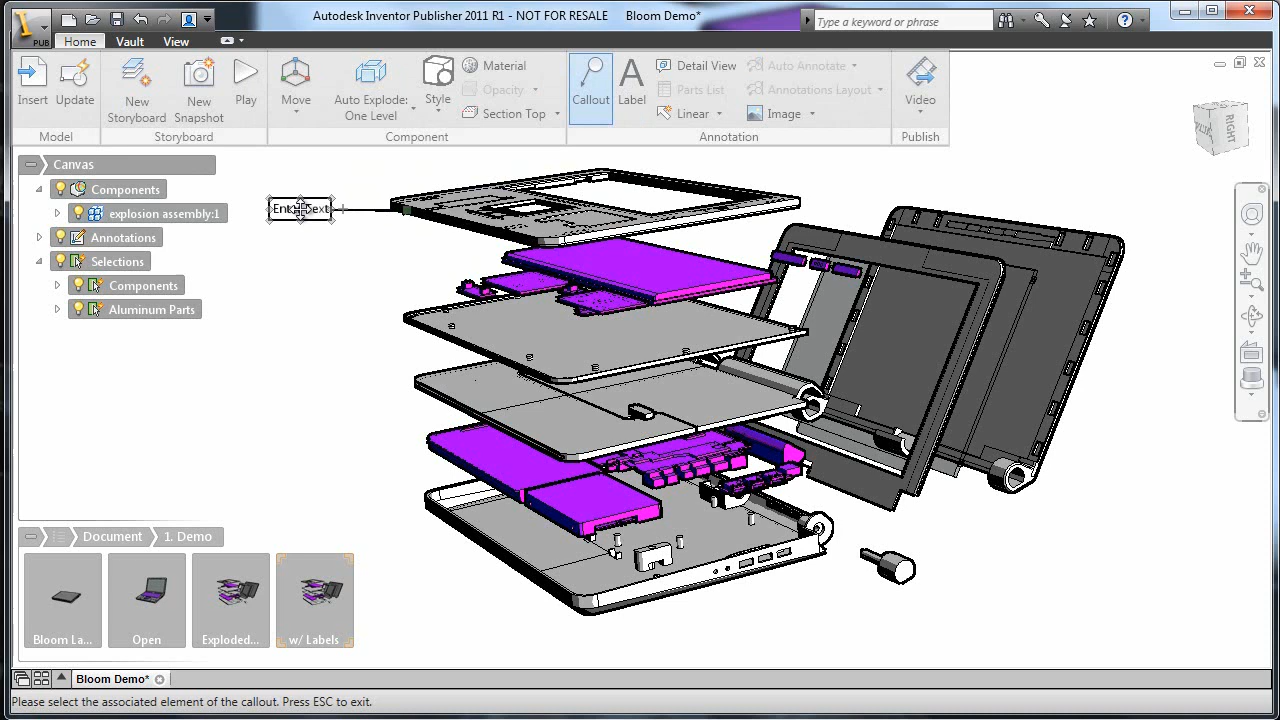 Autodesk Inventor Publisher 2011 R1 - NOT FOR RESALE Bloom Demo*
Type a keyword or phrase
PUB
Home Vault View
Insert Update
New Storyboard
New Snapshot
Play
Move
Auto Explode: One Level
Style
Material
Opacity
Section Top
Callout
Label
Detail View
Parts List
Linear
Auto Annotate
Annotations Layout
Image
Video
Model Storyboard Component Annotation Publish
RIGHT
Canvas
Components
explosion assembly:1
Annotations
Selections
Components
Aluminum Parts
Document 1. Demo
Bloom La... Open Exploded... w/ Labels
Bloom Demo*
Please select the associated element of the callout. Press ESC to exit.